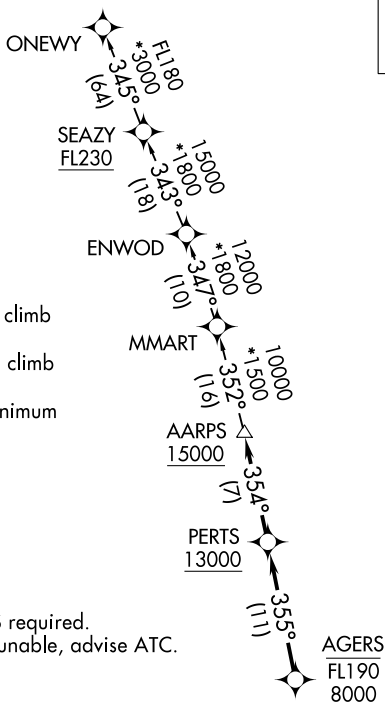 ONEWY
FL180
*3000
345°
(64)
SEAZY
FL230
15000
*1800
343°
(18)
ENWOD
12000
*1800
347°
(10)
climb
MMART
climb
10000
*1500
352°
(16)
nimum
AARPS
15000
354°
(7)
PERTS
13000
355°
(11)
required.
unable, advise ATC.
AGERS
FL190
8000